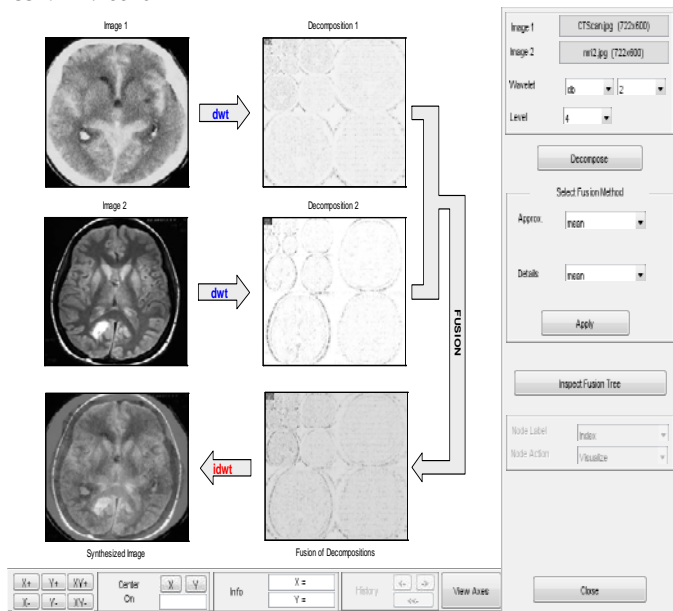 Image 1
Decomposition 1
dwt
Image 2
Decomposition 2
dwt
FUSION
idwt
Synthesized Image
Fusion of Decompositions
Image 1
CTScan.jpg (722x600)
Image 2
mri2.jpg (722x600)
Wavelet
db
2
Level
4
Decompose
Select Fusion Method
Approx.
mean
Details
mean
Apply
Inspect Fusion Tree
Node Label
Index
Node Action
Visualize
Close
X+ Y+ XY+
X- Y- XY-
Center
On
X Y
Info
X =
Y =
History
<- ->
<<-
View Axes